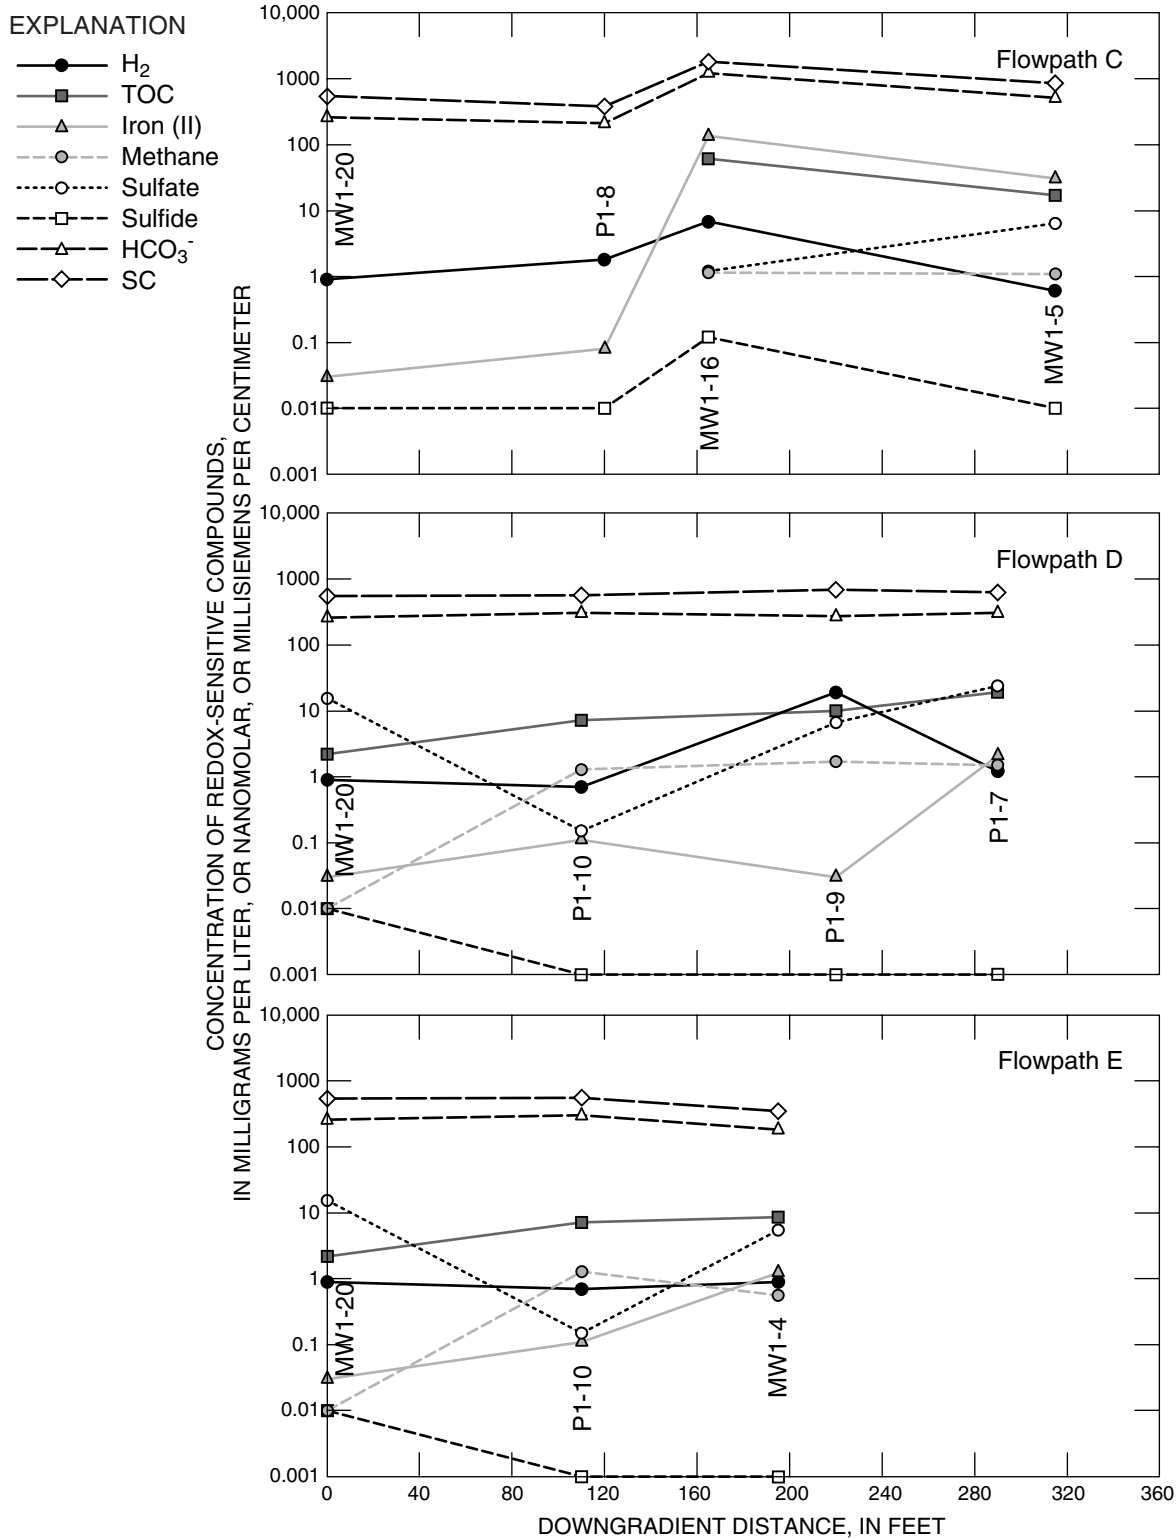 EXPLANATION
H2
TOC
Iron (II)
Methane
Sulfate
Sulfide
HCO3-
SC
CONCENTRATION OF REDOX-SENSITIVE COMPOUNDS,
IN MILLIGRAMS PER LITER, OR NANOMOLAR, OR MILLISIEMENS PER CENTIMETER
10,000
1000
100
10
1
0.1
0.01
0.001
Flowpath C
MW1-20
P1-8
MW1-16
MW1-5
10,000
1000
100
10
1
0.1
0.01
0.001
Flowpath D
MW1-20
P1-10
P1-9
P1-7
10,000
1000
100
10
1
0.1
0.01
0.001
Flowpath E
MW1-20
P1-10
MW1-4
0 40 80 120 160 200 240 280 320 360
DOWNGRADIENT DISTANCE, IN FEET